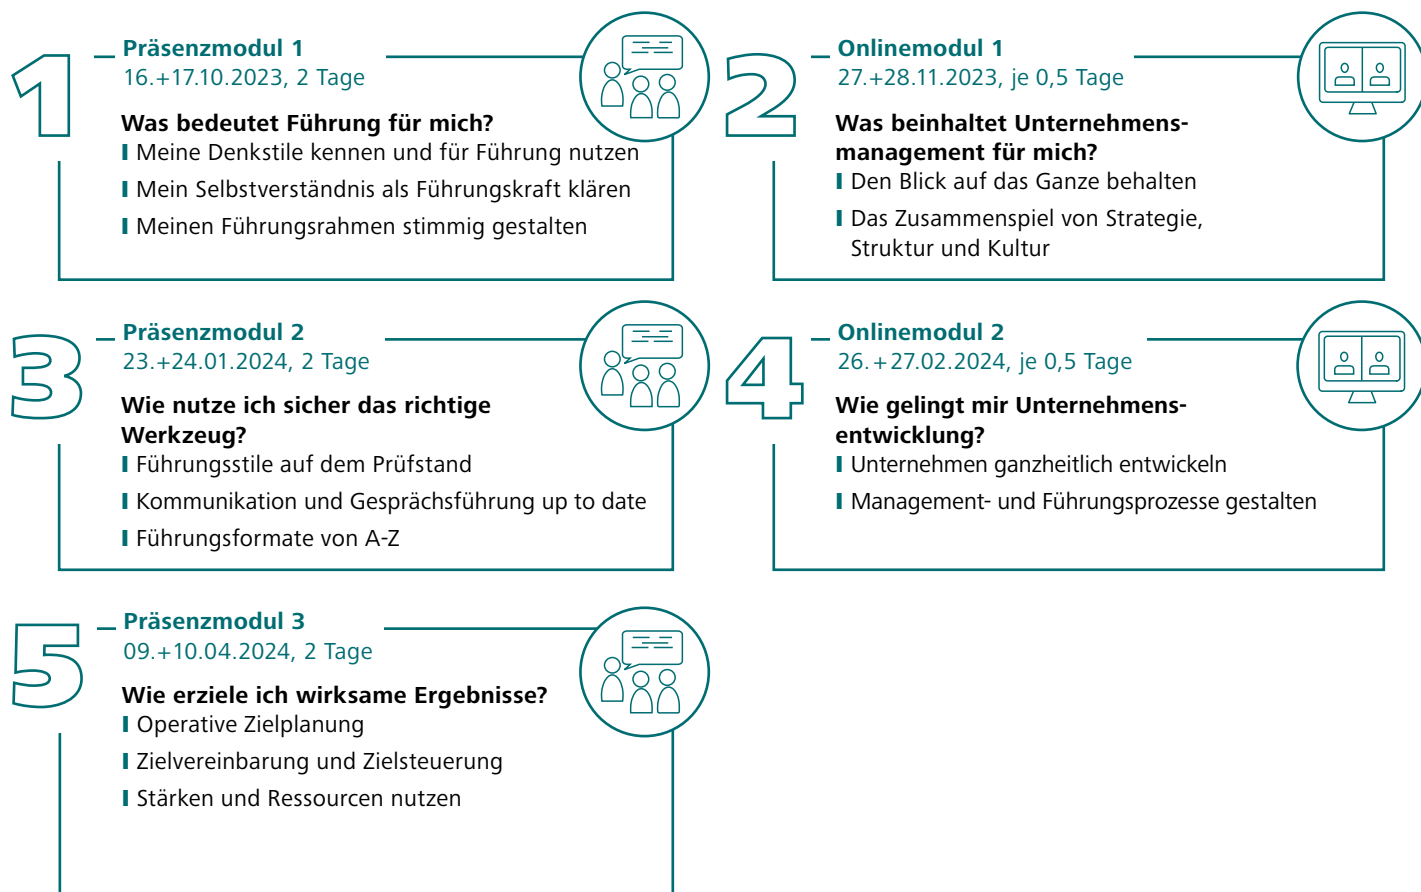 1
Präsenzmodul 1
16.+17.10.2023, 2 Tage
Was bedeutet Führung für mich?
Meine Denkstile kennen und für Führung nutzen
Mein Selbstverständnis als Führungskraft klären
Meinen Führungsrahmen stimmig gestalten
2
Onlinemodul 1
27.+28.11.2023, je 0,5 Tage
Was beinhaltet Unternehmens-
management für mich?
Den Blick auf das Ganze behalten
Das Zusammenspiel von Strategie,
Struktur und Kultur
3
Präsenzmodul 2
23.+24.01.2024, 2 Tage
Wie nutze ich sicher das richtige
Werkzeug?
Führungsstile auf dem Prüfstand
Kommunikation und Gesprächsführung up to date
Führungsformate von A-Z
4
Onlinemodul 2
26.+27.02.2024, je 0,5 Tage
Wie gelingt mir Unternehmens-
entwicklung?
Unternehmen ganzheitlich entwickeln
Management- und Führungsprozesse gestalten
5
Präsenzmodul 3
09.+10.04.2024, 2 Tage
Wie erziele ich wirksame Ergebnisse?
Operative Zielplanung
Zielvereinbarung und Zielsteuerung
Stärken und Ressourcen nutzen